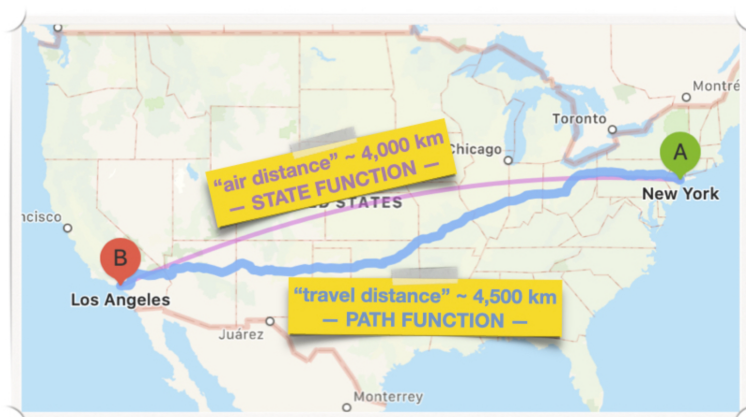 Montré
Toronto
A
Chicago
“air distance” ~ 4,000 km
— STATE FUNCTION —
New York
D STATES
ncisco
B
Los Angeles
“travel distance” ~ 4,500 km
— PATH FUNCTION —
Juárez
Monterrey